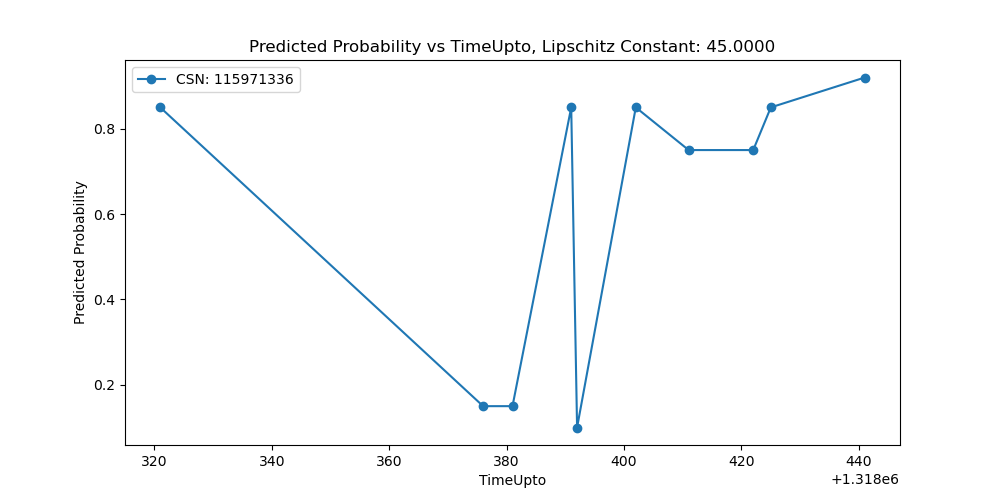 Predicted Probability vs TimeUpto, Lipschitz Constant: 45.0000
CSN: 115971336
Predicted Probability
0.8
0.6
0.4
0.2
320 340 360 380 400 420 440
TimeUpto
+1.318e6